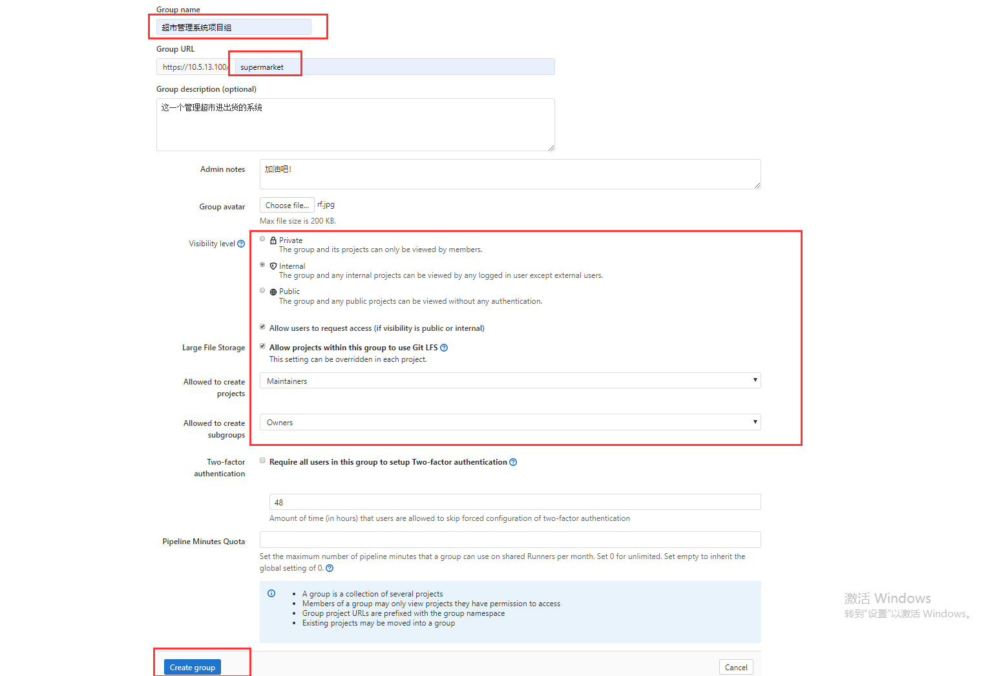 Group name
超市管理系统项目组
Group URL
https://10.5.13.100/ supermarket
Group description (optional)
这一个管理超市进出货的系统
Admin notes
加油吧！
Group avatar
Choose file... rf.jpg
Max file size is 200 KB.
Visibility level
Private
The group and its projects can only be viewed by members.
Internal
The group and any internal projects can be viewed by any logged in user except external users.
Public
The group and any public projects can be viewed without any authentication.
Allow users to request access (if visibility is public or internal)
Large File Storage
Allow projects within this group to use Git LFS
This setting can be overridden in each project.
Allowed to create
projects
Maintainers
Allowed to create
subgroups
Owners
Two-factor
authentication
Require all users in this group to setup Two-factor authentication
48
Amount of time (in hours) that users are allowed to skip forced configuration of two-factor authentication
Pipeline Minutes Quota
Set the maximum number of pipeline minutes that a group can use on shared Runners per month. Set 0 for unlimited. Set empty to inherit the
global setting of 0.
A group is a collection of several projects
Members of a group may only view projects they have permission to access
Group project URLs are prefixed with the group namespace
Existing projects may be moved into a group
激活 Windows
转到“设置”以激活 Windows。
Create group
Cancel